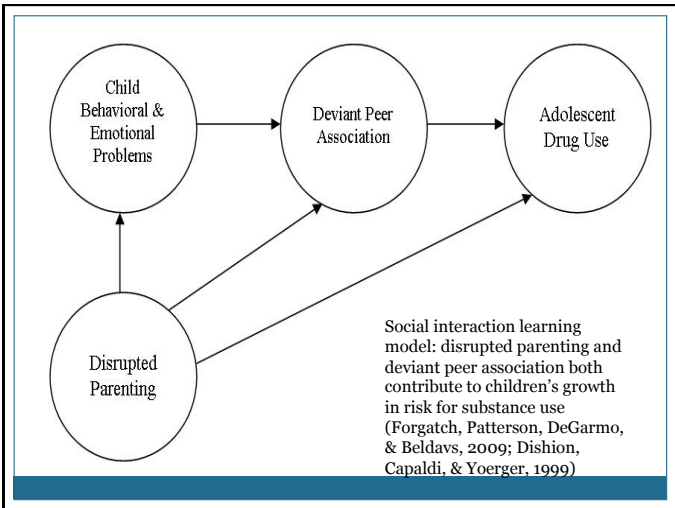 Child
Behavioral &
Emotional
Problems
Deviant Peer
Association
Adolescent
Drug Use
Disrupted
Parenting
Social interaction learning
model: disrupted parenting and
deviant peer association both
contribute to children’s growth
in risk for substance use
(Forgatch, Patterson, DeGarmo,
& Beldavs, 2009; Dishion,
Capaldi, & Yoerger, 1999)